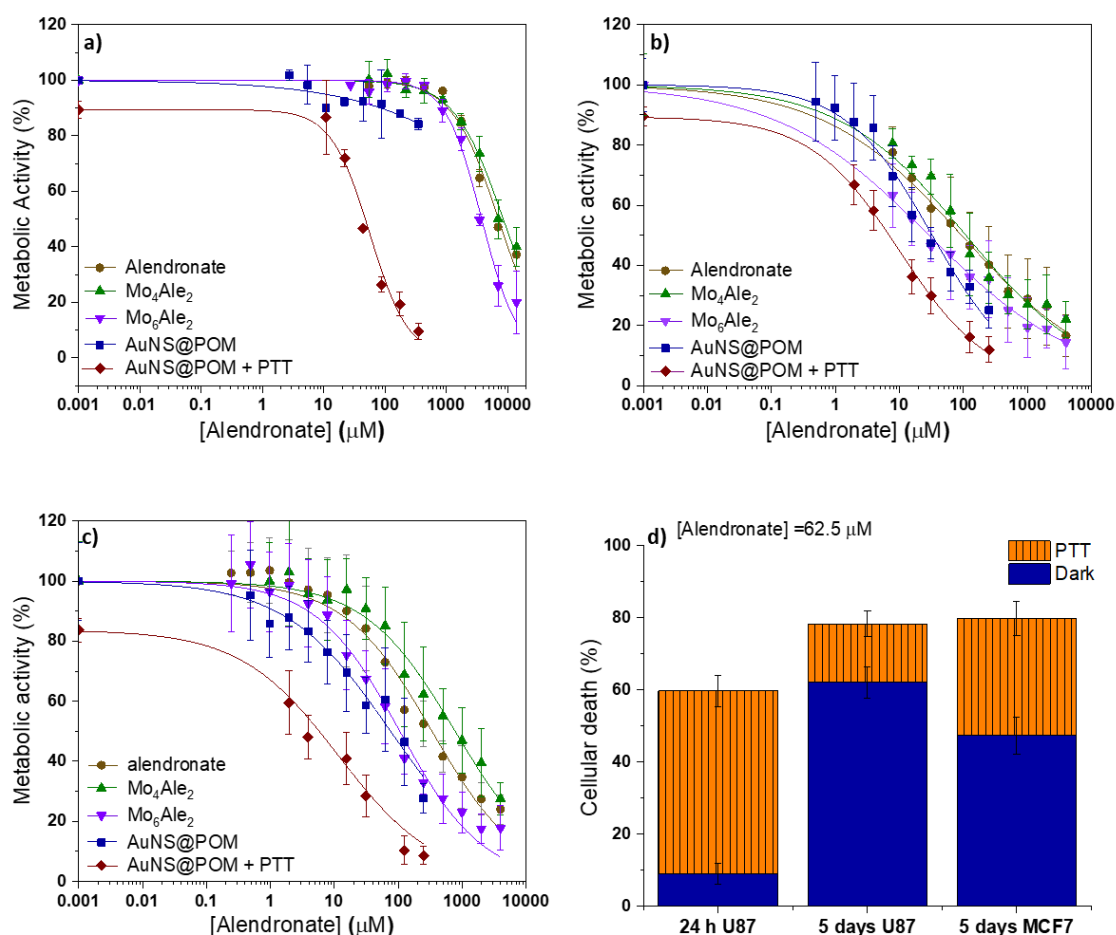 a)
120
100
80
60
40
20
0
Metabolic Activity (%)
Alendronate
Mo₄Ale₂
Mo₆Ale₂
AuNS@POM
AuNS@POM + PTT
0.001 0.01 0.1 1 10 100 1000 10000
[Alendronate] (μM)
b)
120
100
80
60
40
20
0
Metabolic activity (%)
Alendronate
Mo₄Ale₂
Mo₆Ale₂
AuNS@POM
AuNS@POM + PTT
0.001 0.01 0.1 1 10 100 1000 10000
[Alendronate] (μM)
c)
120
100
80
60
40
20
0
Metabolic activity (%)
alendronate
Mo₄Ale₂
Mo₆Ale₂
AuNS@POM
AuNS@POM + PTT
0.001 0.01 0.1 1 10 100 1000 10000
[Alendronate] (μM)
d)
[Alendronate] =62.5 μM
PTT
Dark
100
80
60
40
20
0
Cellular death (%)
24 h U87 5 days U87 5 days MCF7